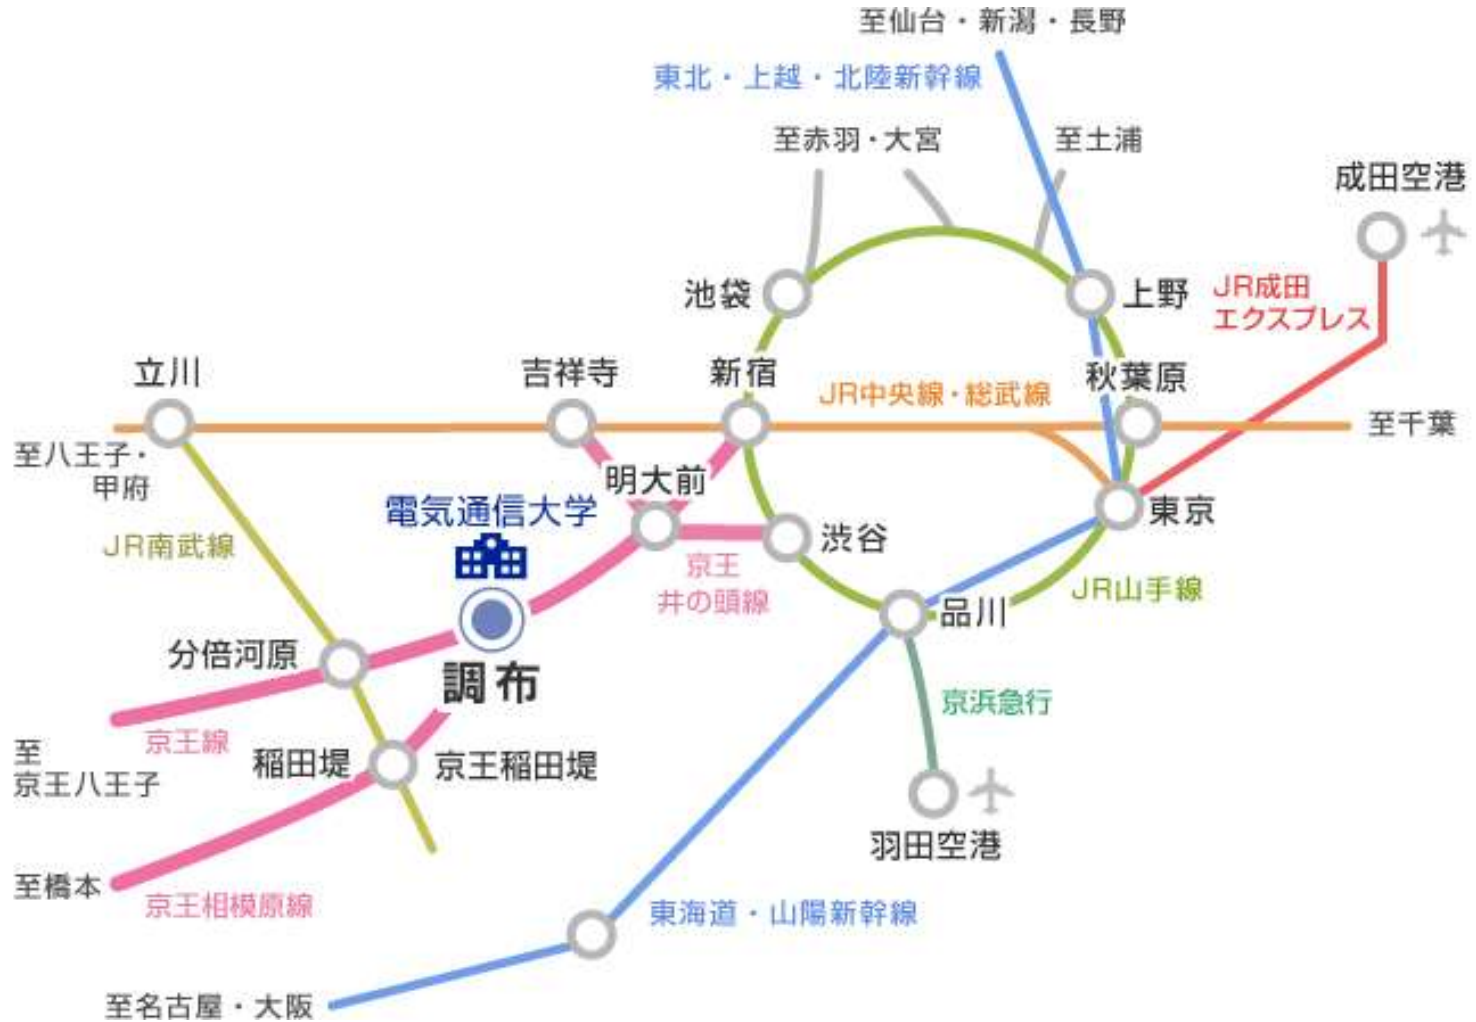 至仙台・新潟・長野
東北・上越・北陸新幹線
至赤羽・大宮
至土浦
成田空港
池袋
上野
JR成田
エクスプレス
立川
吉祥寺
新宿
JR中央線・総武線
秋葉原
至千葉
至八王子・
甲府
明大前
電気通信大学
東京
JR南武線
渋谷
京王
井の頭線
JR山手線
品川
分倍河原
調布
京浜急行
京王線
至
京王八王子
稲田堤
京王稲田堤
羽田空港
至橋本
京王相模原線
東海道・山陽新幹線
至名古屋・大阪